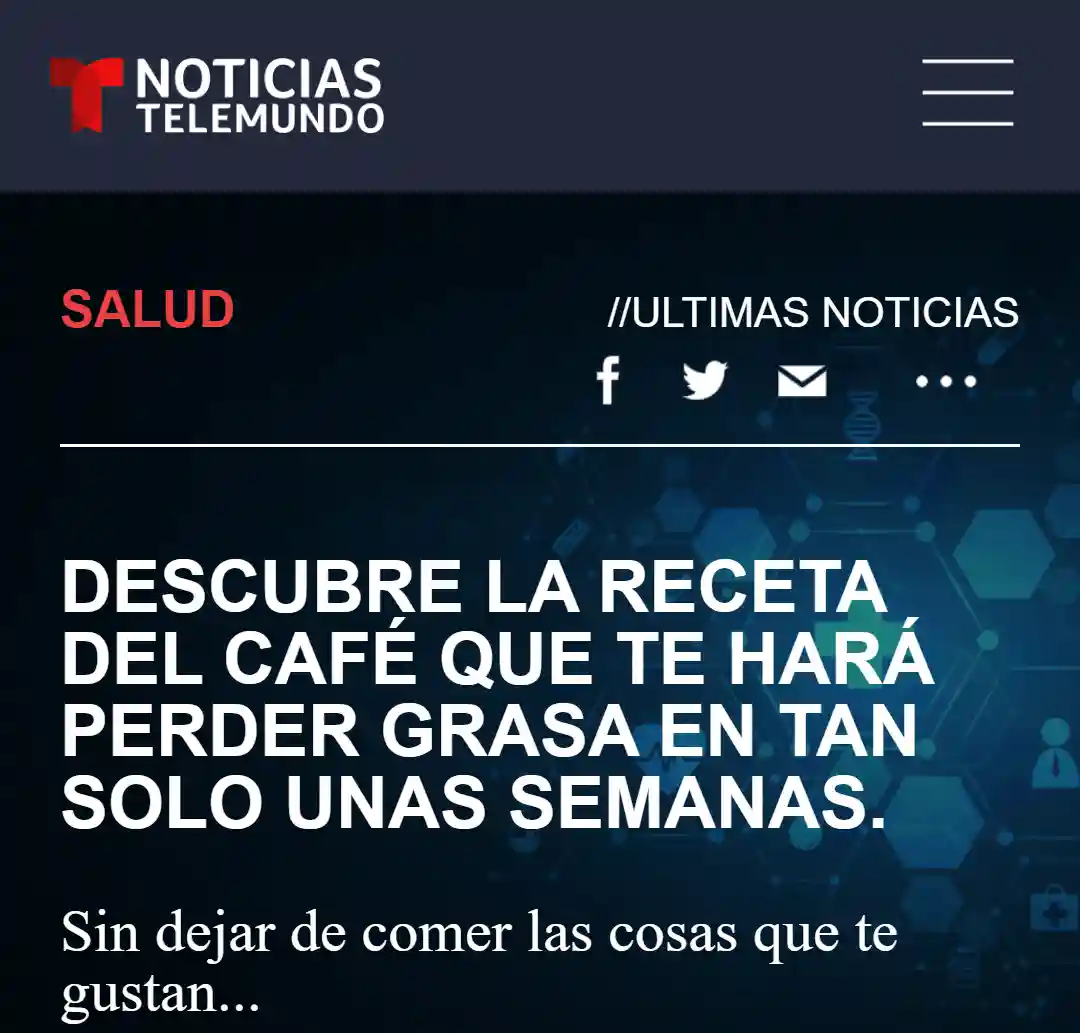 NOTICIAS
TELEMUNDO
SALUD
//ULTIMAS NOTICIAS
DESCUBRE LA RECETA
DEL CAFÉ QUE TE HARÁ
PERDER GRASA EN TAN
SOLO UNAS SEMANAS.
Sin dejar de comer las cosas que te
gustan...